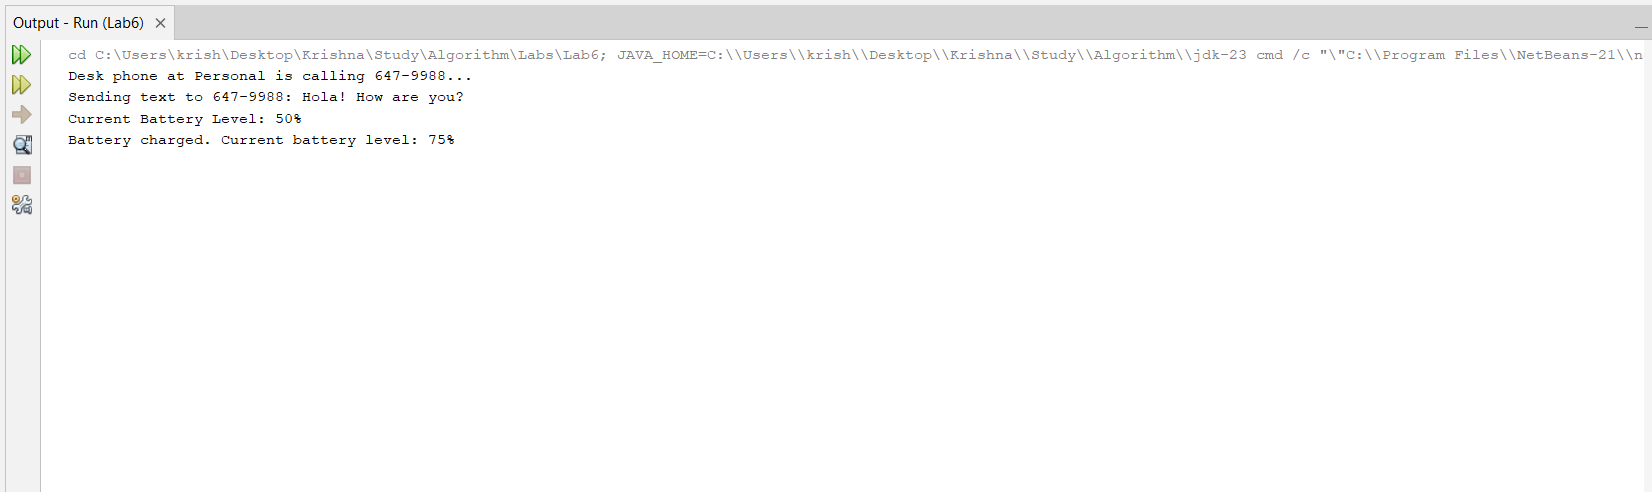 Output - Run (Lab6)
cd C:\Users\krish\Desktop\Krishna\Study\Algorithm\Labs\Lab6; JAVA_HOME=C:\\Users\\krish\\Desktop\\Krishna\\Study\\Algorithm\\jdk-23 cmd /c "\"C:\\Program Files\\NetBeans-21\\n
Desk phone at Personal is calling 647-9988...
Sending text to 647-9988: Hola! How are you?
Current Battery Level: 50%
Battery charged. Current battery level: 75%